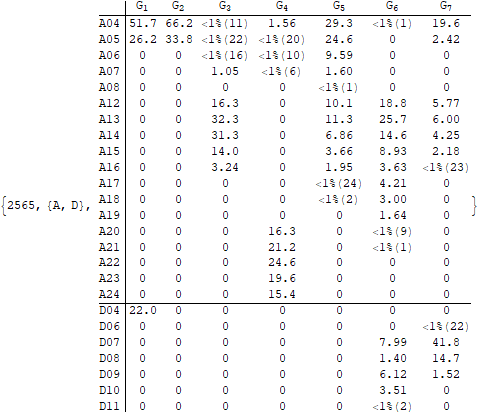 G1 G2 G3 G4 G5 G6 G7
A04 51.7 66.2 <1%(11) 1.56 29.3 <1%(1) 19.6
A05 26.2 33.8 <1%(22) <1%(20) 24.6 0 2.42
A06 0 0 <1%(16) <1%(10) 9.59 0 0
A07 0 0 1.05 <1%(6) 1.60 0 0
A08 0 0 0 0 <1%(1) 0 0
A12 0 0 16.3 0 10.1 18.8 5.77
A13 0 0 32.3 0 11.3 25.7 6.00
A14 0 0 31.3 0 6.86 14.6 4.25
A15 0 0 14.0 0 3.66 8.93 2.18
A16 0 0 3.24 0 1.95 3.63 <1%(23)
A17 0 0 0 0 <1%(24) 4.21 0
{2565, {A, D}, A18 0 0 0 0 <1%(2) 3.00 0 }
A19 0 0 0 0 0 1.64 0
A20 0 0 0 16.3 0 <1%(9) 0
A21 0 0 0 21.2 0 <1%(1) 0
A22 0 0 0 24.6 0 0 0
A23 0 0 0 19.6 0 0 0
A24 0 0 0 15.4 0 0 0
D04 22.0 0 0 0 0 0 0
D06 0 0 0 0 0 0 <1%(22)
D07 0 0 0 0 0 7.99 41.8
D08 0 0 0 0 0 1.40 14.7
D09 0 0 0 0 0 6.12 1.52
D10 0 0 0 0 0 3.51 0
D11 0 0 0 0 0 <1%(2) 0